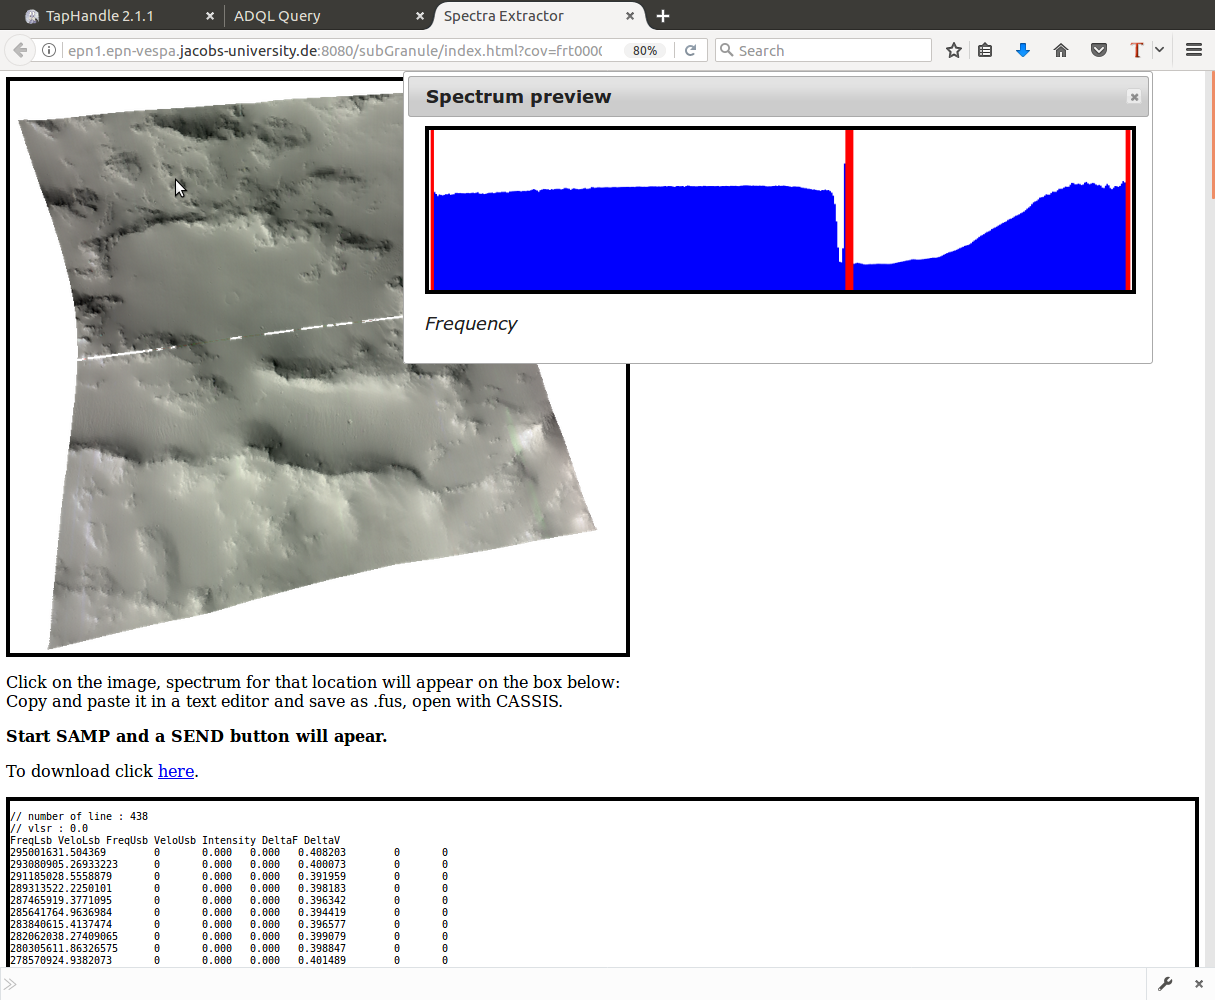 TapHandle 2.1.1
ADQL Query
Spectra Extractor
epn1.epn-vespa.jacobs-university.de:8080/subGranule/index.html?cov=frt000(
80%
Search
Spectrum preview
Frequency
Click on the image, spectrum for that location will appear on the box below:
Copy and paste it in a text editor and save as .fus, open with CASSIS.
Start SAMP and a SEND button will apear.
To download click here.
// number of line : 438
// vlsr : 0.0
FreqLsb VeloLsb FreqUsb VeloUsb Intensity DeltaF DeltaV
295001631.504369 0 0.000 0.000 0.408203 0 0
293080905.26933223 0 0.000 0.000 0.400073 0 0
291185028.5558879 0 0.000 0.000 0.391959 0 0
289313522.2250101 0 0.000 0.000 0.398183 0 0
287465919.3771095 0 0.000 0.000 0.396342 0 0
285641764.9636984 0 0.000 0.000 0.394419 0 0
283840615.4137474 0 0.000 0.000 0.396577 0 0
282062038.27409065 0 0.000 0.000 0.399079 0 0
280305611.86326575 0 0.000 0.000 0.398847 0 0
278570924.9382073 0 0.000 0.000 0.401489 0 0